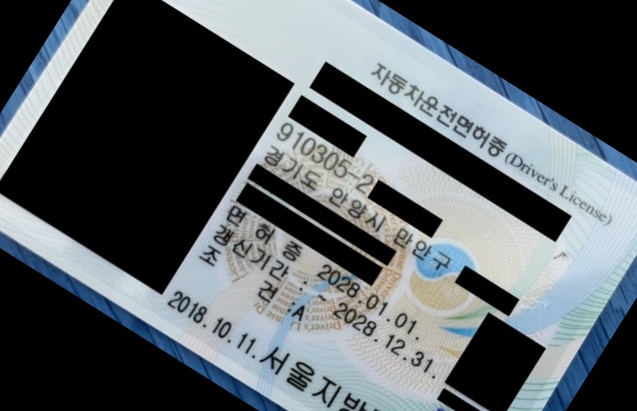 자동차운전면허증 (Driver's License)
910305-2
경기도 안양시 만안구
면 허 증
갱신기간 : 2028.01.01.
~ 2028.12.31.
조 건 : A
2018.10.11. 서울지방